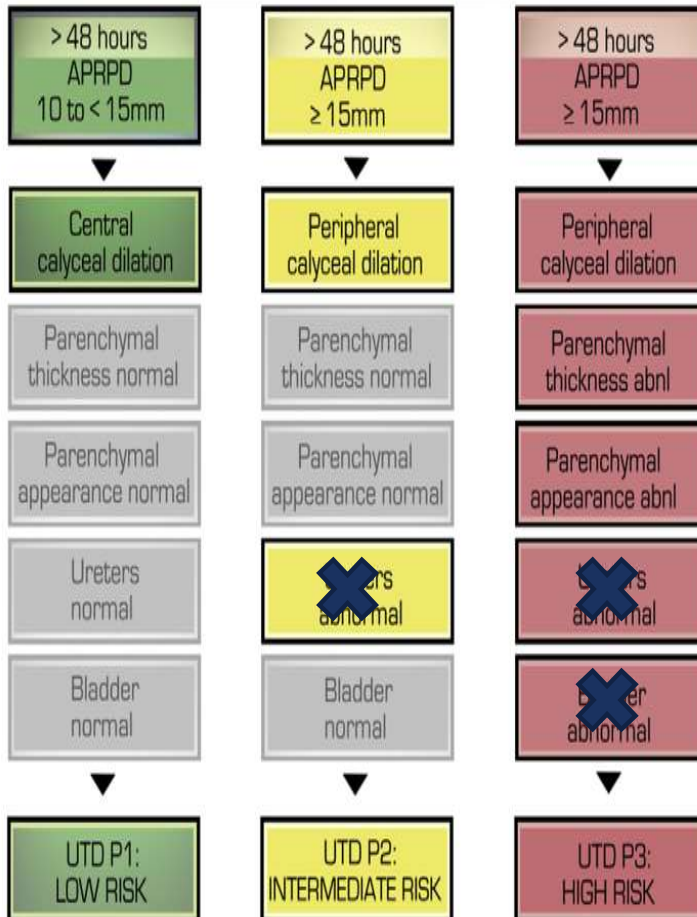 > 48 hours
APRPD
10 to < 15mm
Central
calyceal dilation
Parenchymal
thickness normal
Parenchymal
appearance normal
Ureters
normal
Bladder
normal
UTD P1:
LOW RISK
> 48 hours
APRPD
≥ 15mm
Peripheral
calyceal dilation
Parenchymal
thickness normal
Parenchymal
appearance normal
abnormal
Bladder
normal
UTD P2:
INTERMEDIATE RISK
> 48 hours
APRPD
≥ 15mm
Peripheral
calyceal dilation
Parenchymal
thickness abnl
Parenchymal
appearance abnl
abnormal
abnormal
UTD P3:
HIGH RISK